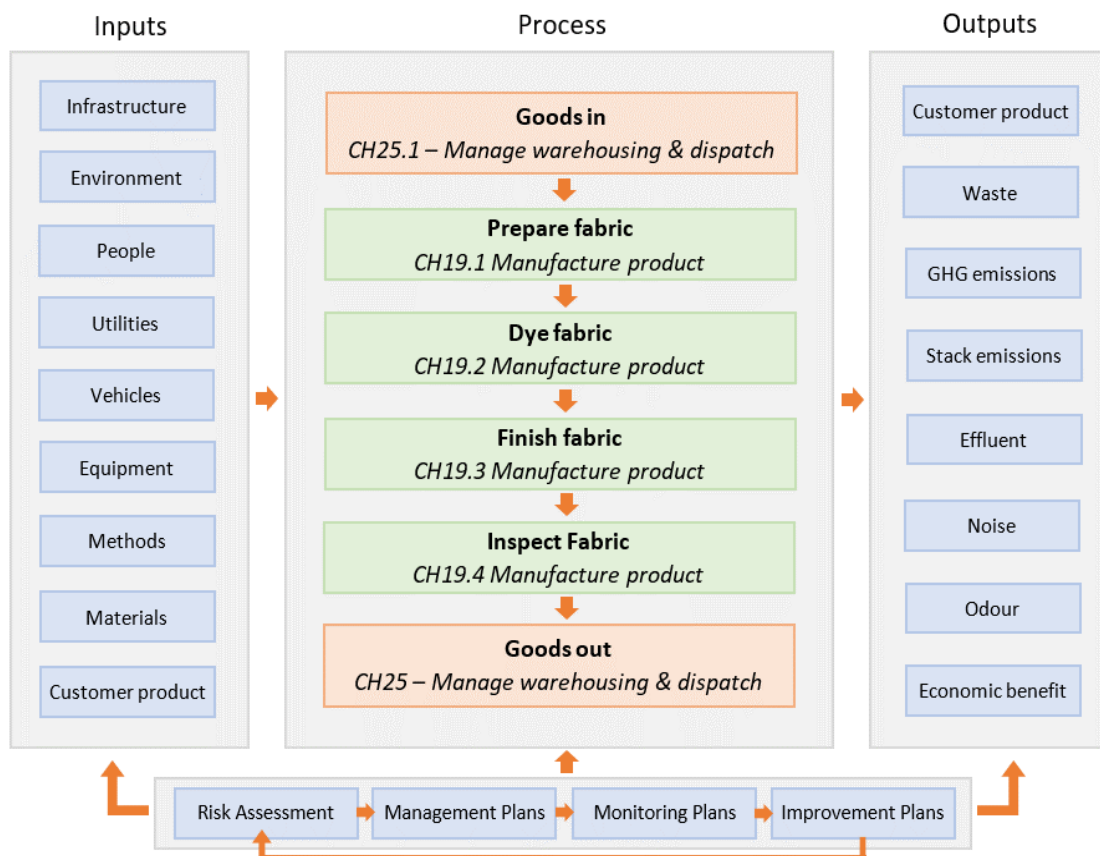 Inputs
Process
Outputs
Infrastructure
Environment
People
Utilities
Vehicles
Equipment
Methods
Materials
Customer product
Goods in
CH25.1 – Manage warehousing & dispatch
Prepare fabric
CH19.1 Manufacture product
Dye fabric
CH19.2 Manufacture product
Finish fabric
CH19.3 Manufacture product
Inspect Fabric
CH19.4 Manufacture product
Goods out
CH25 – Manage warehousing & dispatch
Customer product
Waste
GHG emissions
Stack emissions
Effluent
Noise
Odour
Economic benefit
Risk Assessment
Management Plans
Monitoring Plans
Improvement Plans